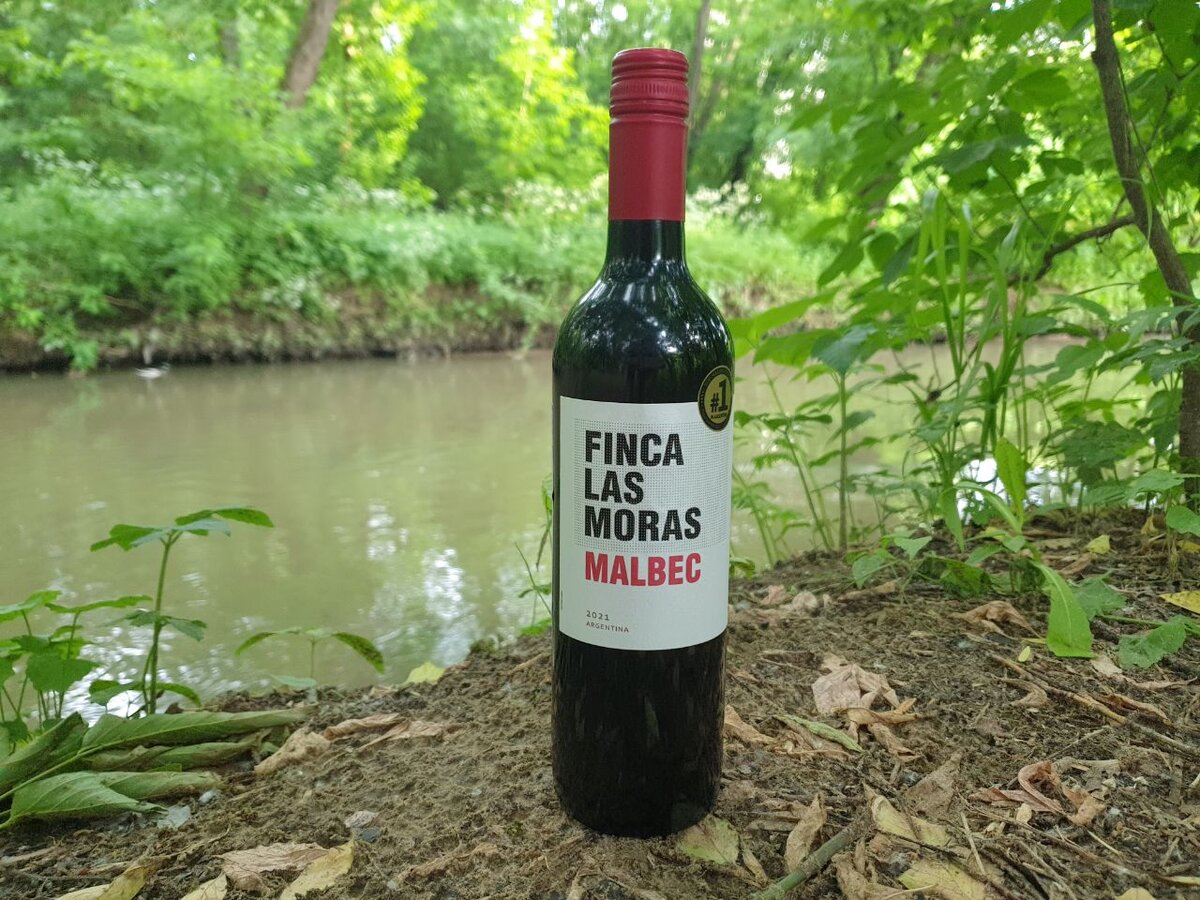 #1
FINCA
LAS
MORAS
MALBEC
2021
ARGENTINA